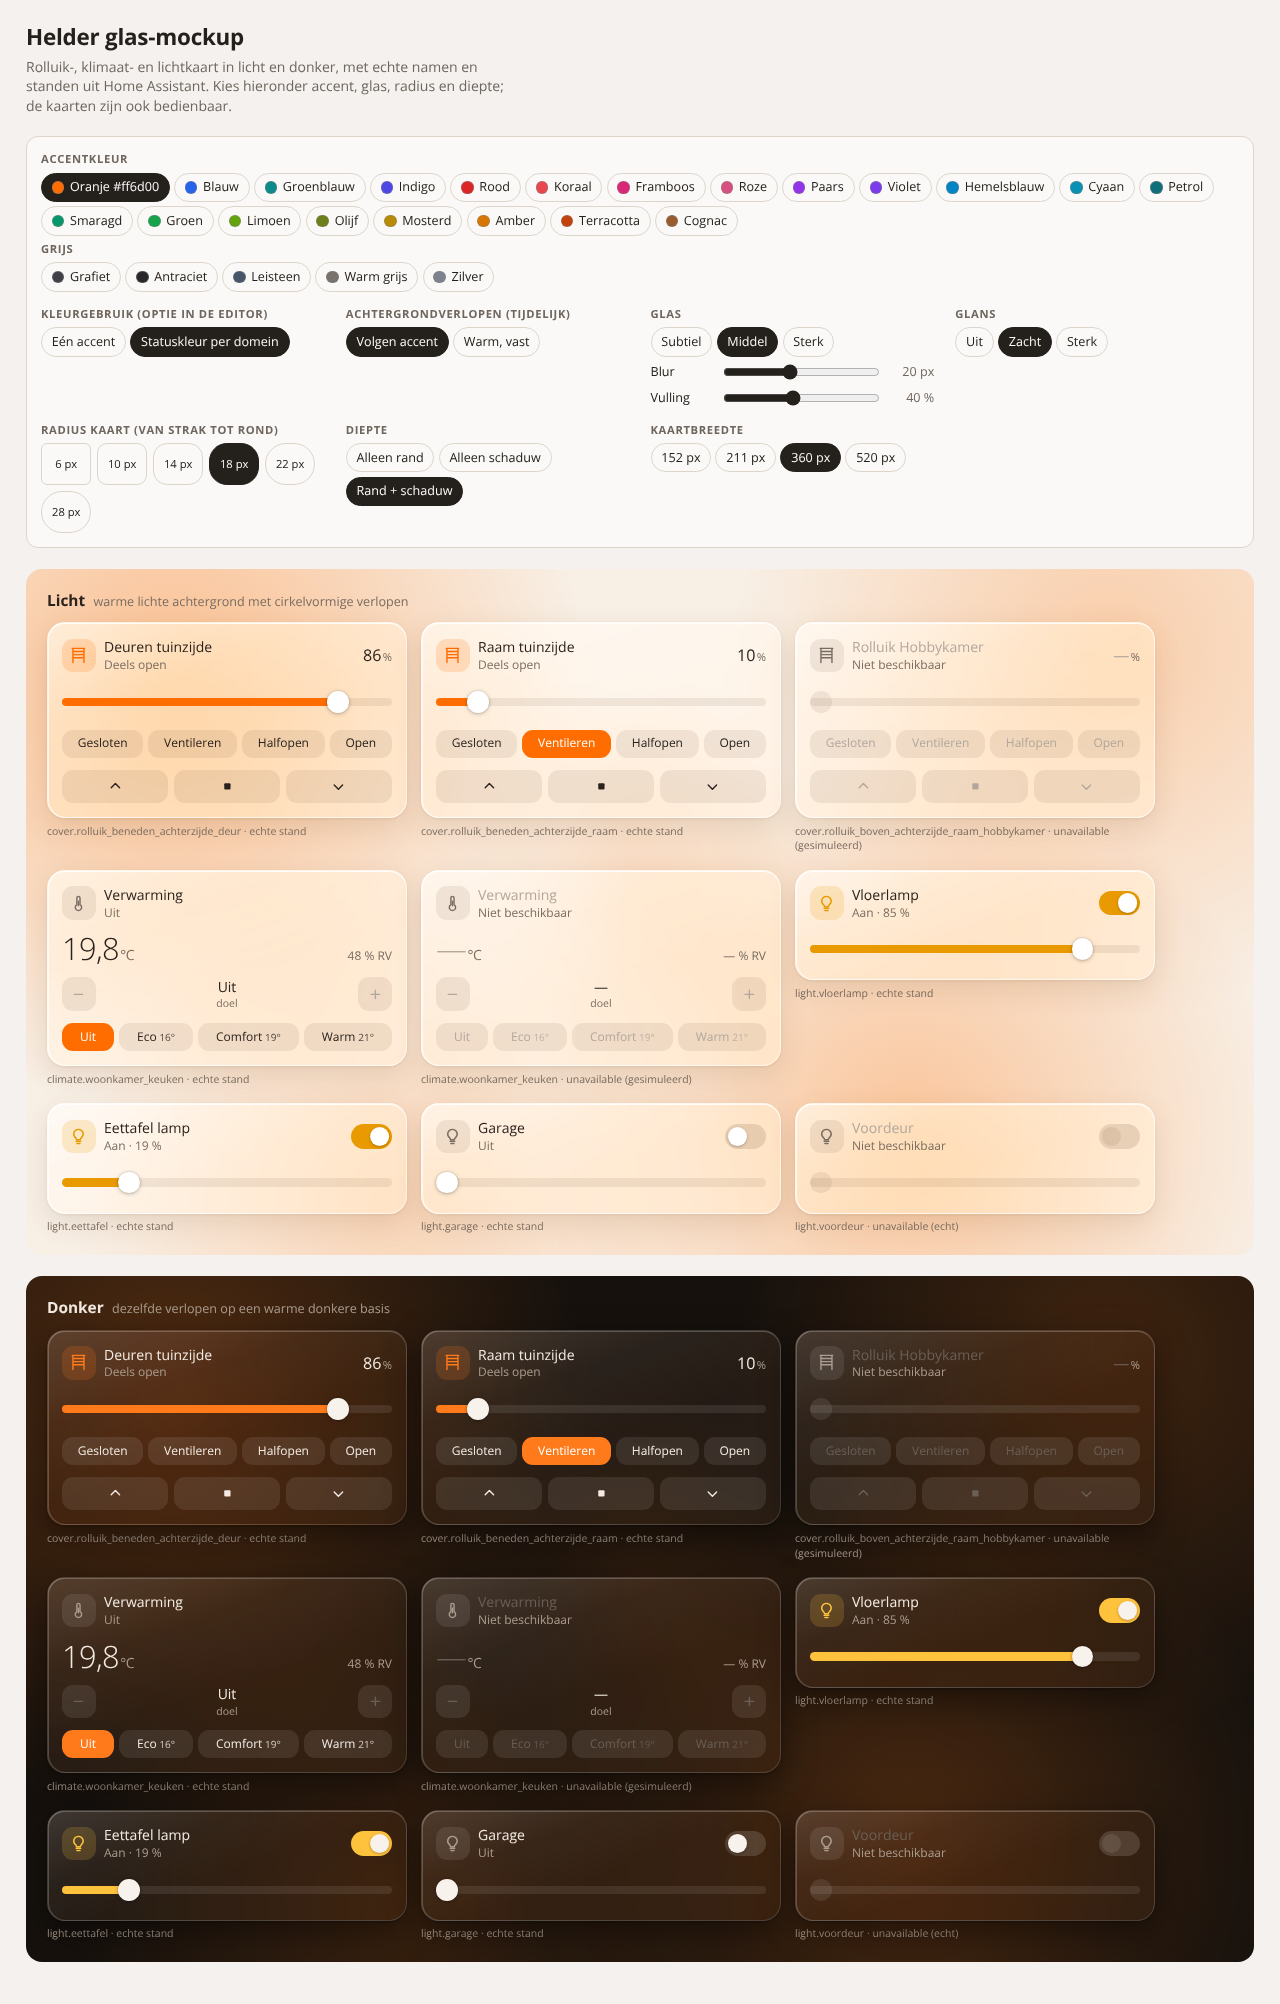 Helder glas-mockup
Rolluik-, klimaat- en lichtkaart in licht en donker, met echte namen en
standen uit Home Assistant. Kies hieronder accent, glas, radius en diepte;
de kaarten zijn ook bedienbaar.
ACCENTKLEUR
Oranje #ff6d00 Blauw Groenblauw Indigo Rood Koraal Framboos Roze Paars Violet Hemelsblauw Cyaan Petrol
Smaragd Groen Limoen Olijf Mosterd Amber Terracotta Cognac
GRIJS
Grafiet Antraciet Leisteen Warm grijs Zilver
KLEURGEBRUIK (OPTIE IN DE EDITOR) ACHTERGRONDVERLOPEN (TIJDELIJK) GLAS GLANS
Eén accent Statuskleur per domein Volgen accent Warm, vast Subtiel Middel Sterk Uit Zacht Sterk
Blur 20 px
Vulling 40 %
RADIUS KAART (VAN STRAK TOT ROND) DIEPTE KAARTBREEDTE
6 px 10 px 14 px 18 px 22 px Alleen rand Alleen schaduw 152 px 211 px 360 px 520 px
28 px Rand + schaduw
Licht warme lichte achtergrond met cirkelvormige verlopen
Deuren tuinzijde
Deels open
86%
Gesloten Ventileren Halfopen Open
cover.rolluik_beneden_achterzijde_deur · echte stand
Raam tuinzijde
Deels open
10%
Gesloten Ventileren Halfopen Open
cover.rolluik_beneden_achterzijde_raam · echte stand
Rolluik Hobbykamer
Niet beschikbaar
—%
Gesloten Ventileren Halfopen Open
cover.rolluik_boven_achterzijde_raam_hobbykamer · unavailable
(gesimuleerd)
Verwarming
Uit
19,8°C 48 % RV
− Uit +
doel
Uit Eco 16° Comfort 19° Warm 21°
climate.woonkamer_keuken · echte stand
Verwarming
Niet beschikbaar
—°C — % RV
− — +
doel
Uit Eco 16° Comfort 19° Warm 21°
climate.woonkamer_keuken · unavailable (gesimuleerd)
Vloerlamp
Aan · 85 %
light.vloerlamp · echte stand
Eettafel lamp
Aan · 19 %
light.eettafel · echte stand
Garage
Uit
light.garage · echte stand
Voordeur
Niet beschikbaar
light.voordeur · unavailable (echt)
Donker dezelfde verlopen op een warme donkere basis
Deuren tuinzijde
Deels open
86%
Gesloten Ventileren Halfopen Open
cover.rolluik_beneden_achterzijde_deur · echte stand
Raam tuinzijde
Deels open
10%
Gesloten Ventileren Halfopen Open
cover.rolluik_beneden_achterzijde_raam · echte stand
Rolluik Hobbykamer
Niet beschikbaar
—%
Gesloten Ventileren Halfopen Open
cover.rolluik_boven_achterzijde_raam_hobbykamer · unavailable
(gesimuleerd)
Verwarming
Uit
19,8°C 48 % RV
− Uit +
doel
Uit Eco 16° Comfort 19° Warm 21°
climate.woonkamer_keuken · echte stand
Verwarming
Niet beschikbaar
—°C — % RV
− — +
doel
Uit Eco 16° Comfort 19° Warm 21°
climate.woonkamer_keuken · unavailable (gesimuleerd)
Vloerlamp
Aan · 85 %
light.vloerlamp · echte stand
Eettafel lamp
Aan · 19 %
light.eettafel · echte stand
Garage
Uit
light.garage · echte stand
Voordeur
Niet beschikbaar
light.voordeur · unavailable (echt)